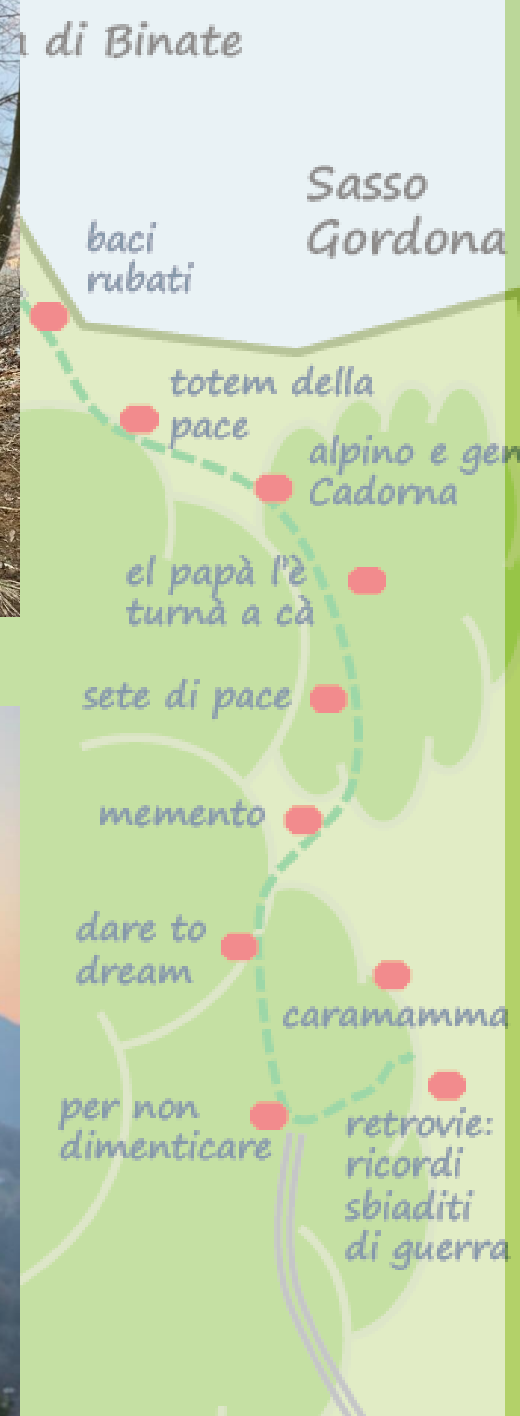 di Binate
Sasso
Gordona
baci
rubati
totem della
pace
alpino e gen
Cadorna
el papà l'è
turnà a cà
sete di pace
memento
dare to
dream
caramamma
per non
dimenticare
retrovie:
ricordi
sbiaditi
di guerra